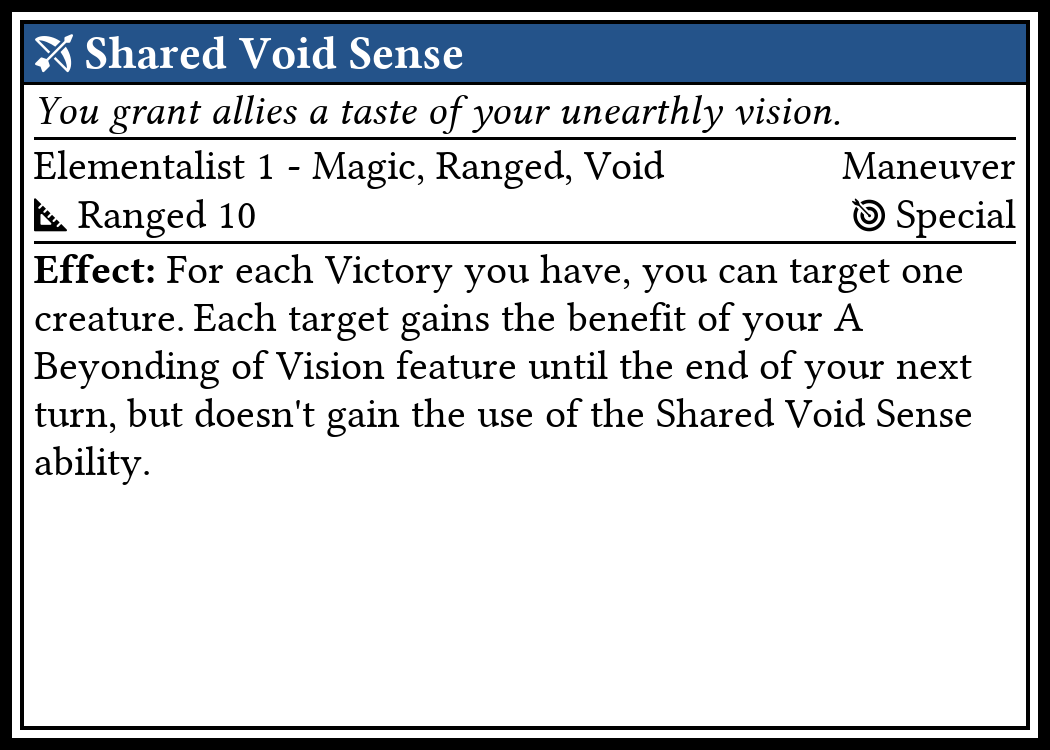 Shared Void Sense
You grant allies a taste of your unearthly vision.
Elementalist 1 - Magic, Ranged, Void Maneuver
Ranged 10 Special
Effect: For each Victory you have, you can target one
creature. Each target gains the benefit of your A
Beyonding of Vision feature until the end of your next
turn, but doesn't gain the use of the Shared Void Sense
ability.